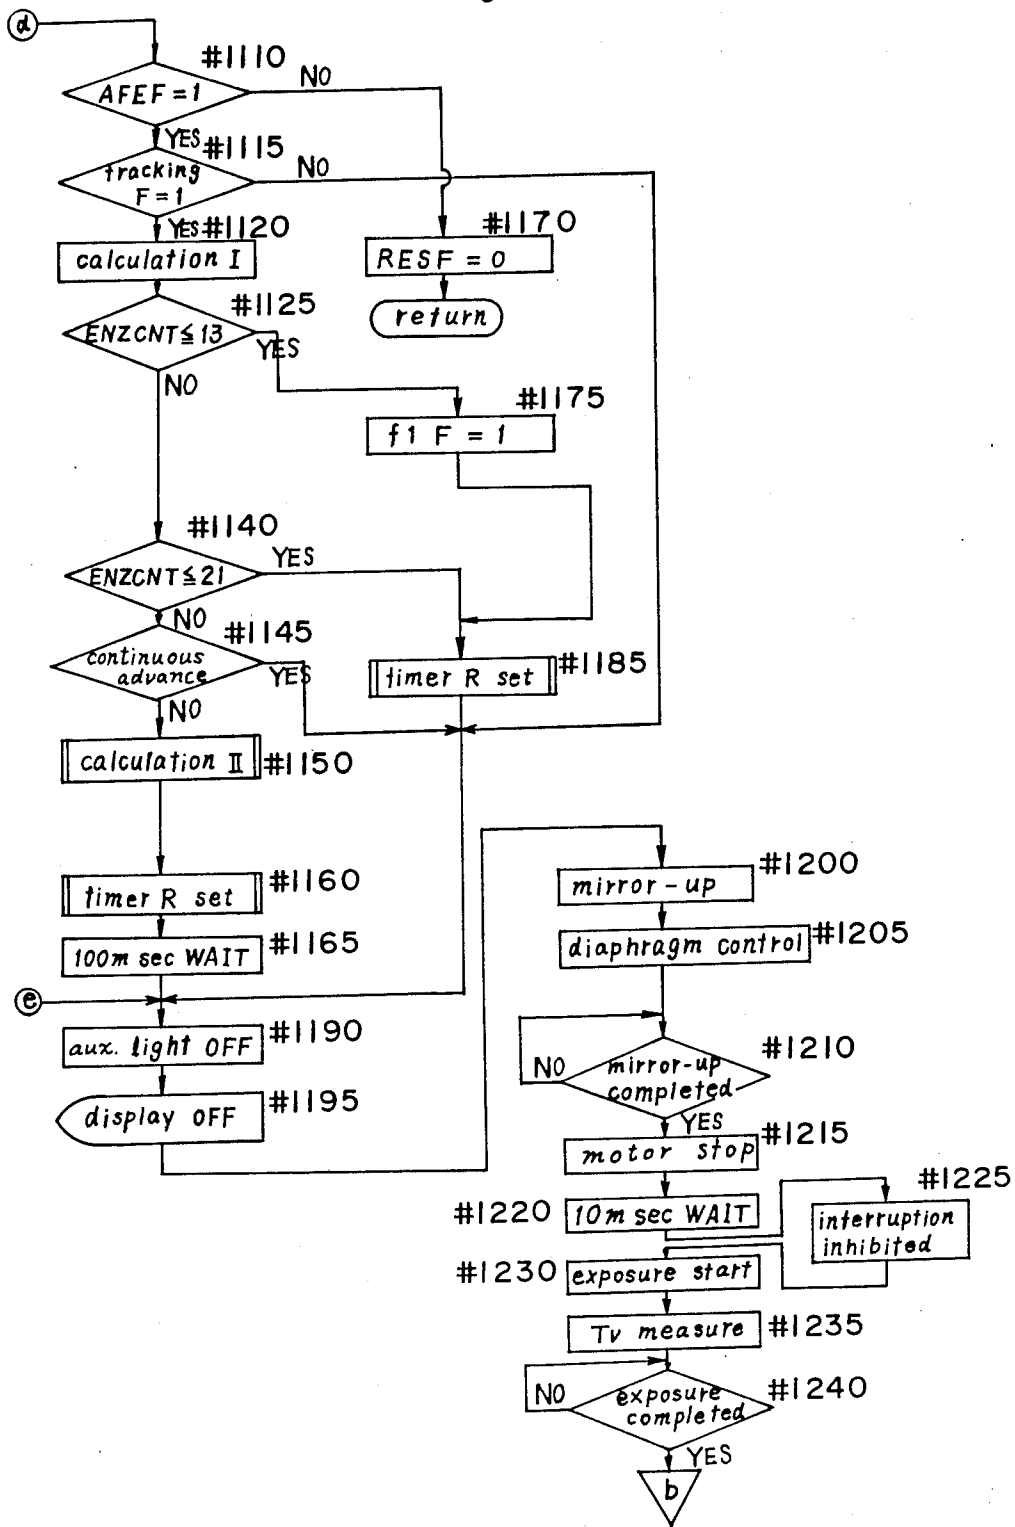 d
#1110
AFEF=1
NO
YES
#1115
tracking
F=1
NO
YES
#1120
calculation I
#1170
RESF=0
return
#1125
ENZCNT≦13
YES
NO
#1175
f1 F = 1
#1140
ENZCNT≦21
YES
NO
#1145
continuous
advance
YES
NO
timer R set
#1185
calculation II
#1150
timer R set
#1160
100m sec WAIT
#1165
e
aux. light OFF
#1190
display OFF
#1195
mirror-up
#1200
diaphragm control
#1205
NO
mirror-up
completed
#1210
YES
motor stop
#1215
#1220
10m sec WAIT
#1225
interruption
inhibited
#1230
exposure start
Tv measure
#1235
NO
exposure
completed
#1240
YES
b